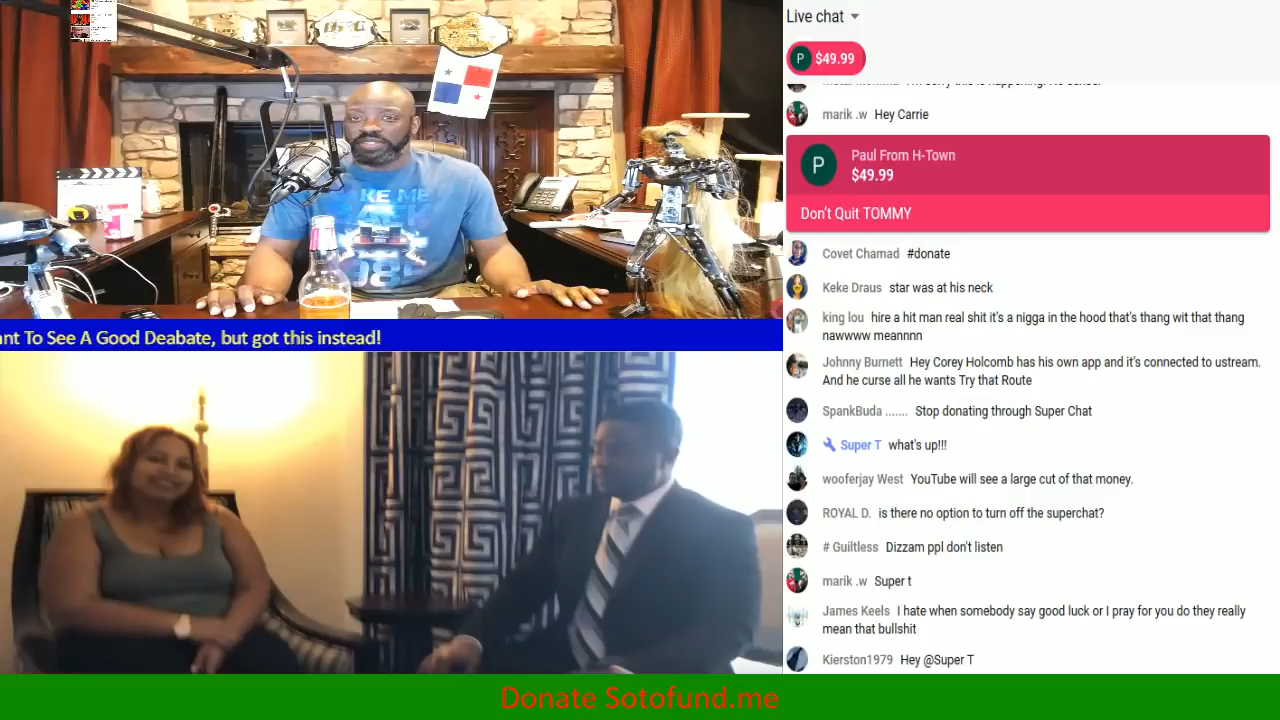 Live chat
P $49.99
marik .w Hey Carrie
P Paul From H-Town
$49.99
Don't Quit TOMMY
Covet Chamad #donate
Keke Draus star was at his neck
king lou hire a hit man real shit it's a nigga in the hood that's thang wit that thang
nawwww meannnn
Johnny Burnett Hey Corey Holcomb has his own app and it's connected to ustream.
And he curse all he wants Try that Route
SpankBuda ....... Stop donating through Super Chat
Super T what's up!!!
wooferjay West YouTube will see a large cut of that money.
ROYAL D. is there no option to turn off the superchat?
# Guiltless Dizzam ppl don't listen
marik .w Super t
James Keels I hate when somebody say good luck or I pray for you do they really
mean that bullshit
Kierston1979 Hey @Super T
To See A Good Deabate, but got this instead!
Donate Sotofund.me